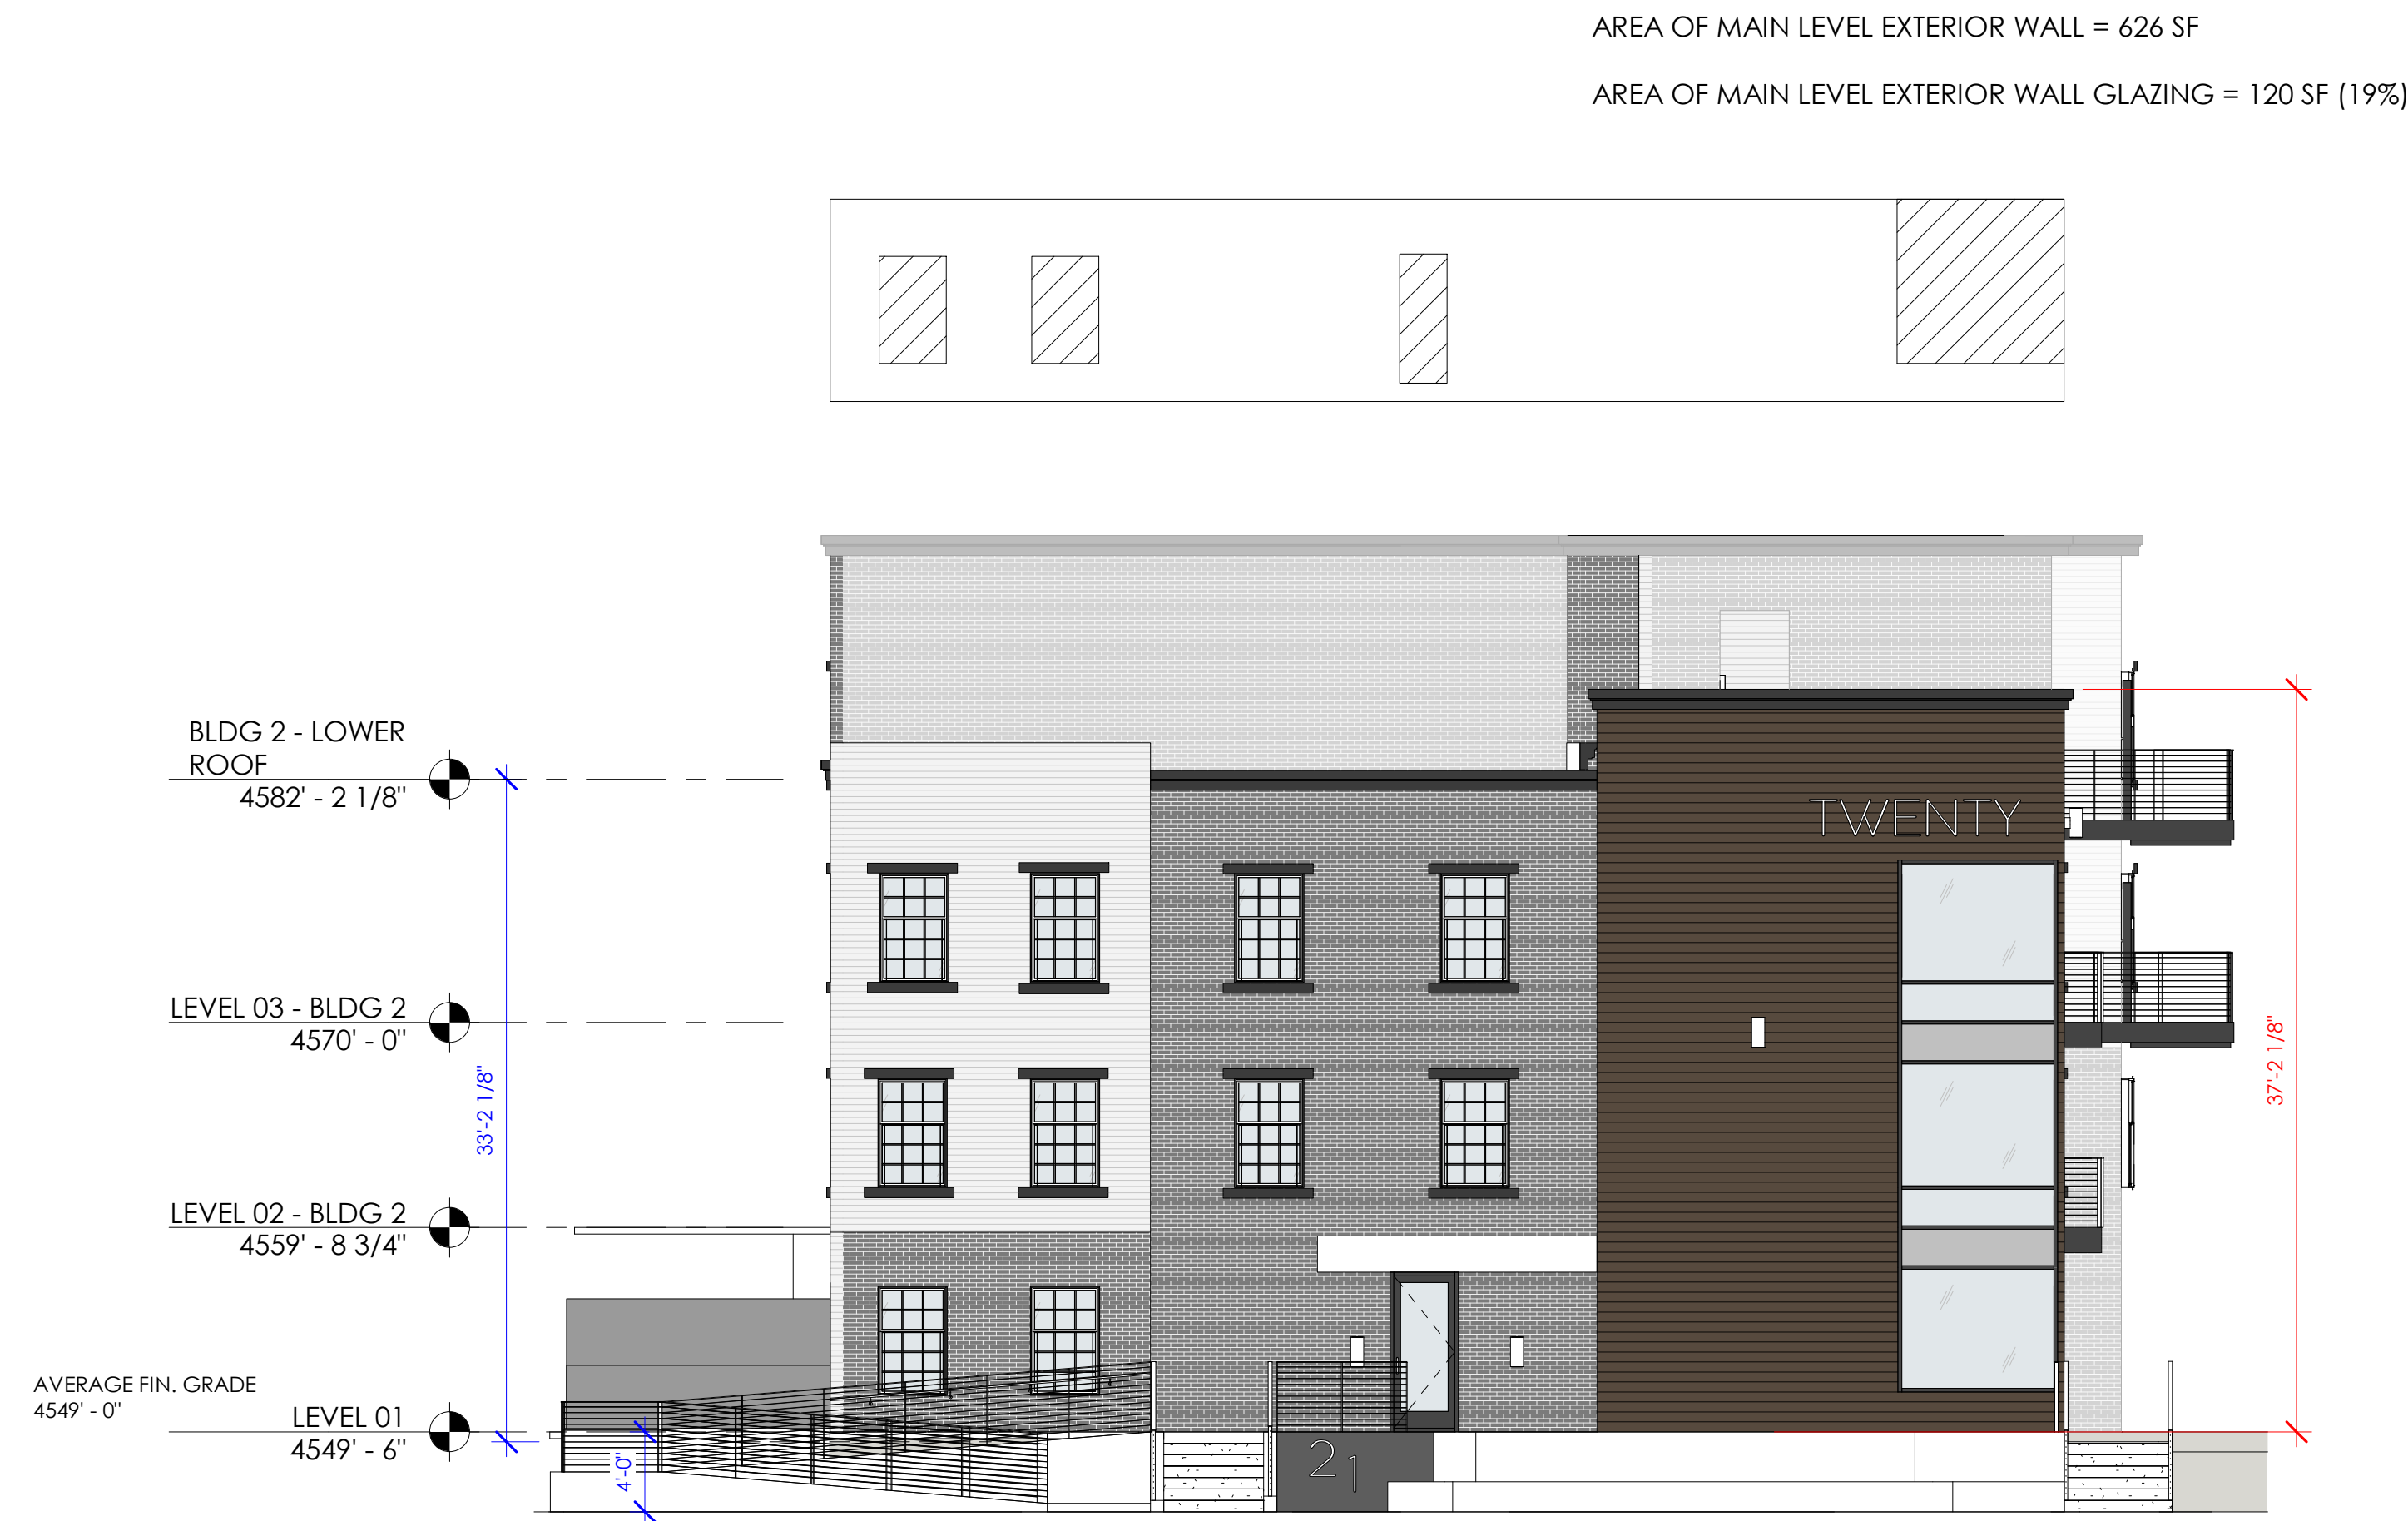 AREA OF MAIN LEVEL EXTERIOR WALL = 626 SF
AREA OF MAIN LEVEL EXTERIOR WALL GLAZING = 120 SF (19%)
BLDG 2 - LOWER
ROOF
4582' - 2 1/8"
TWENTY
LEVEL 03 - BLDG 2
4570' - 0"
33'-2 1/8"
37'-2 1/8"
LEVEL 02 - BLDG 2
4559' - 8 3/4"
AVERAGE FIN. GRADE
4549' - 0"
LEVEL 01
4549' - 6"
4'-0"
21